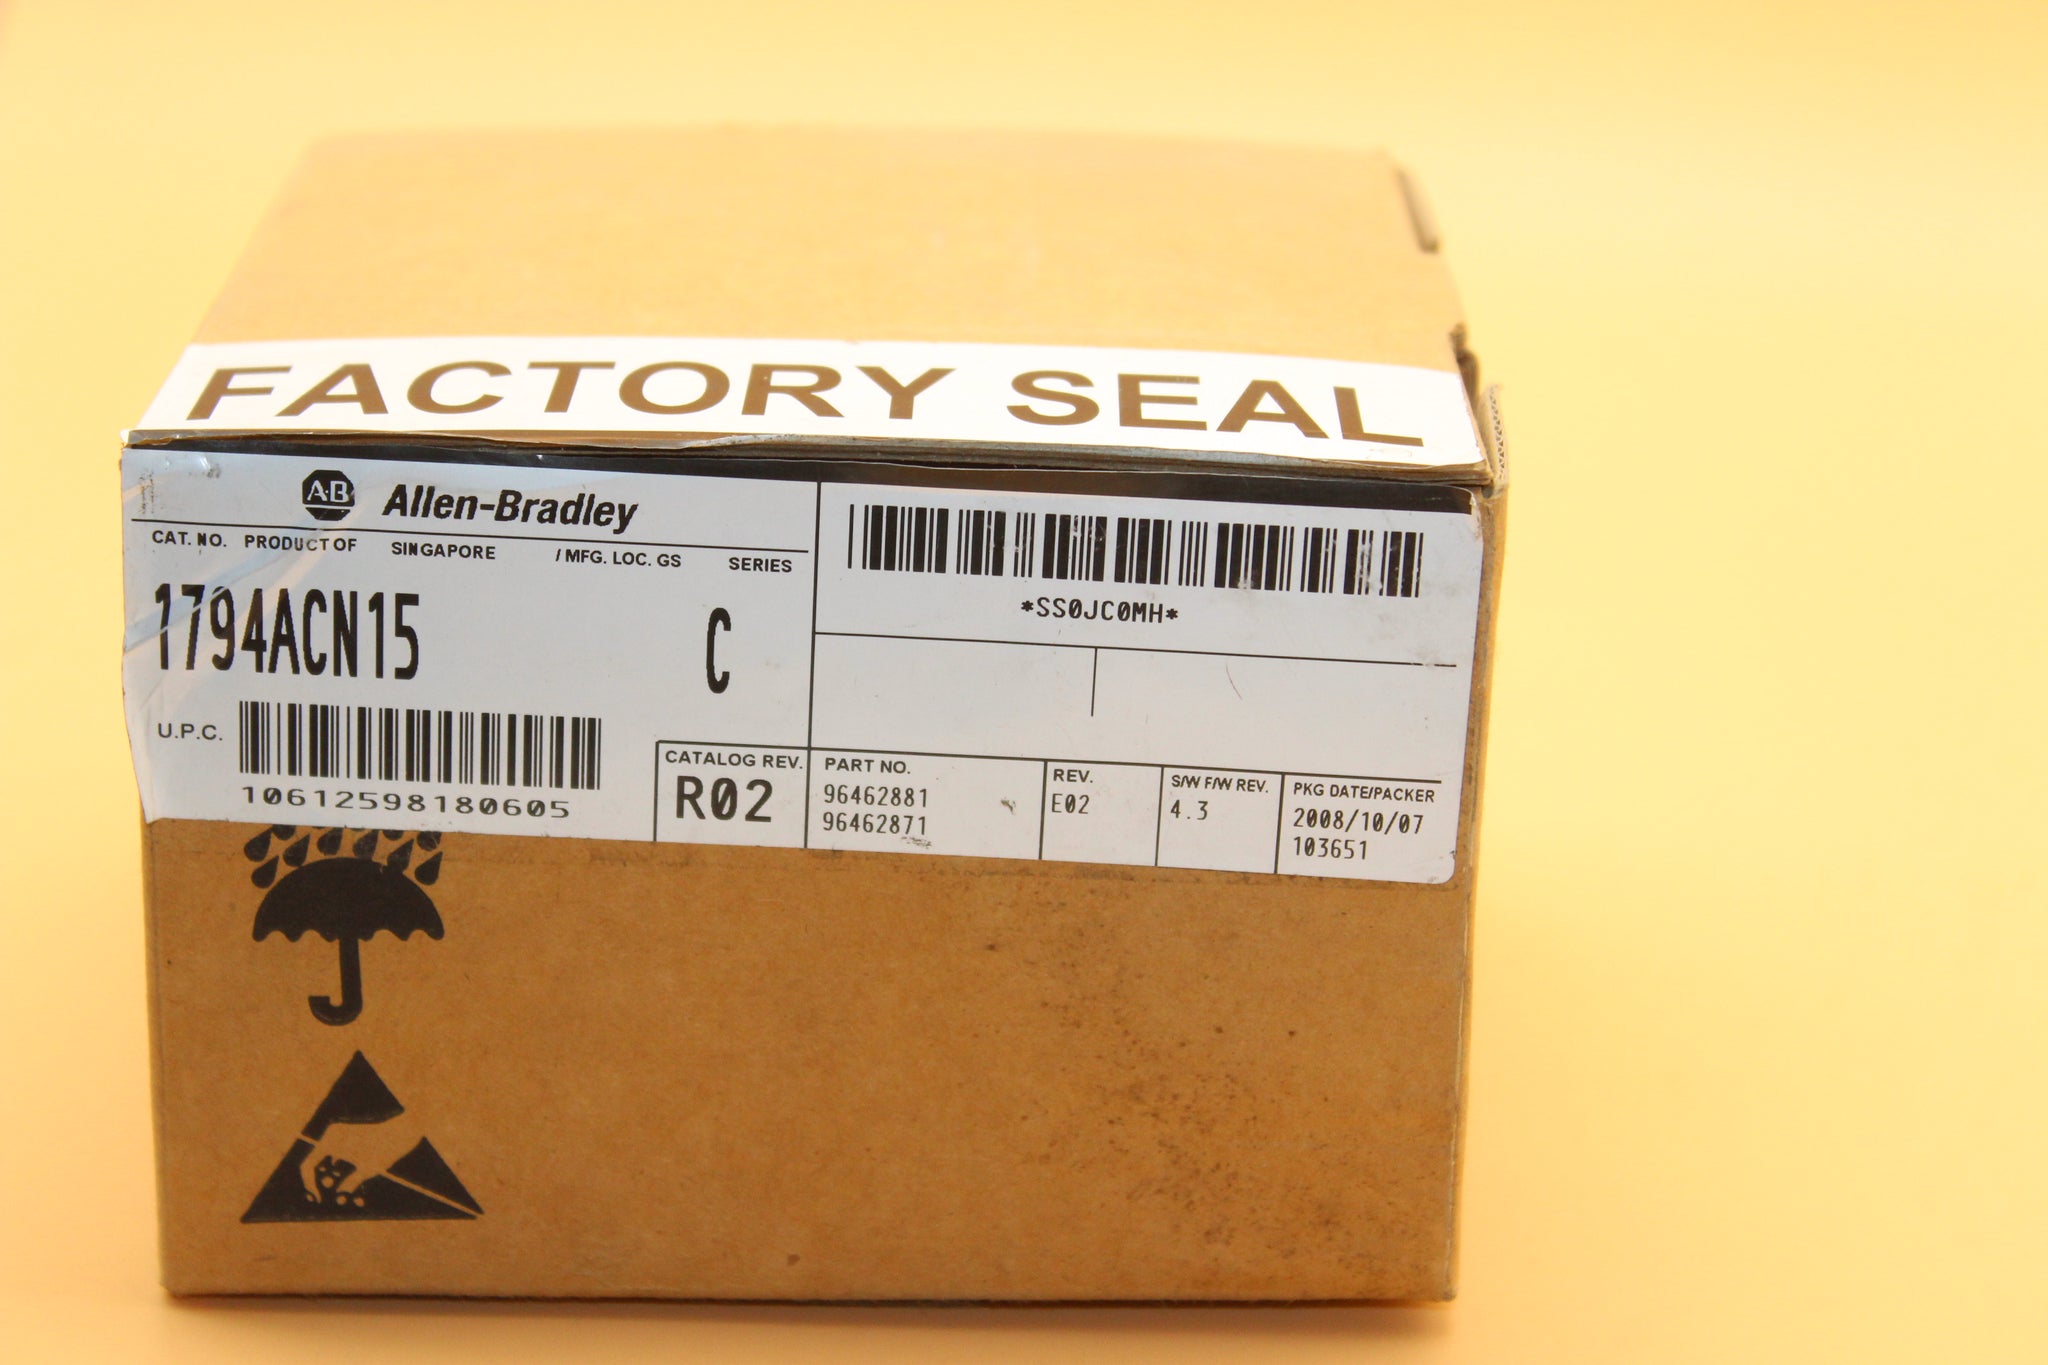 FACTORY SEAL
A-B Allen-Bradley
CAT. NO. PRODUCT OF SINGAPORE / MFG. LOC. GS SERIES
1794ACN15 C
U.P.C.
10612598180605
CATALOG REV.
R02
*SS0JC0MH*
PART NO.
96462881
96462871
REV.
E02
S/W F/W REV.
4.3
PKG DATE/PACKER
2008/10/07
103651